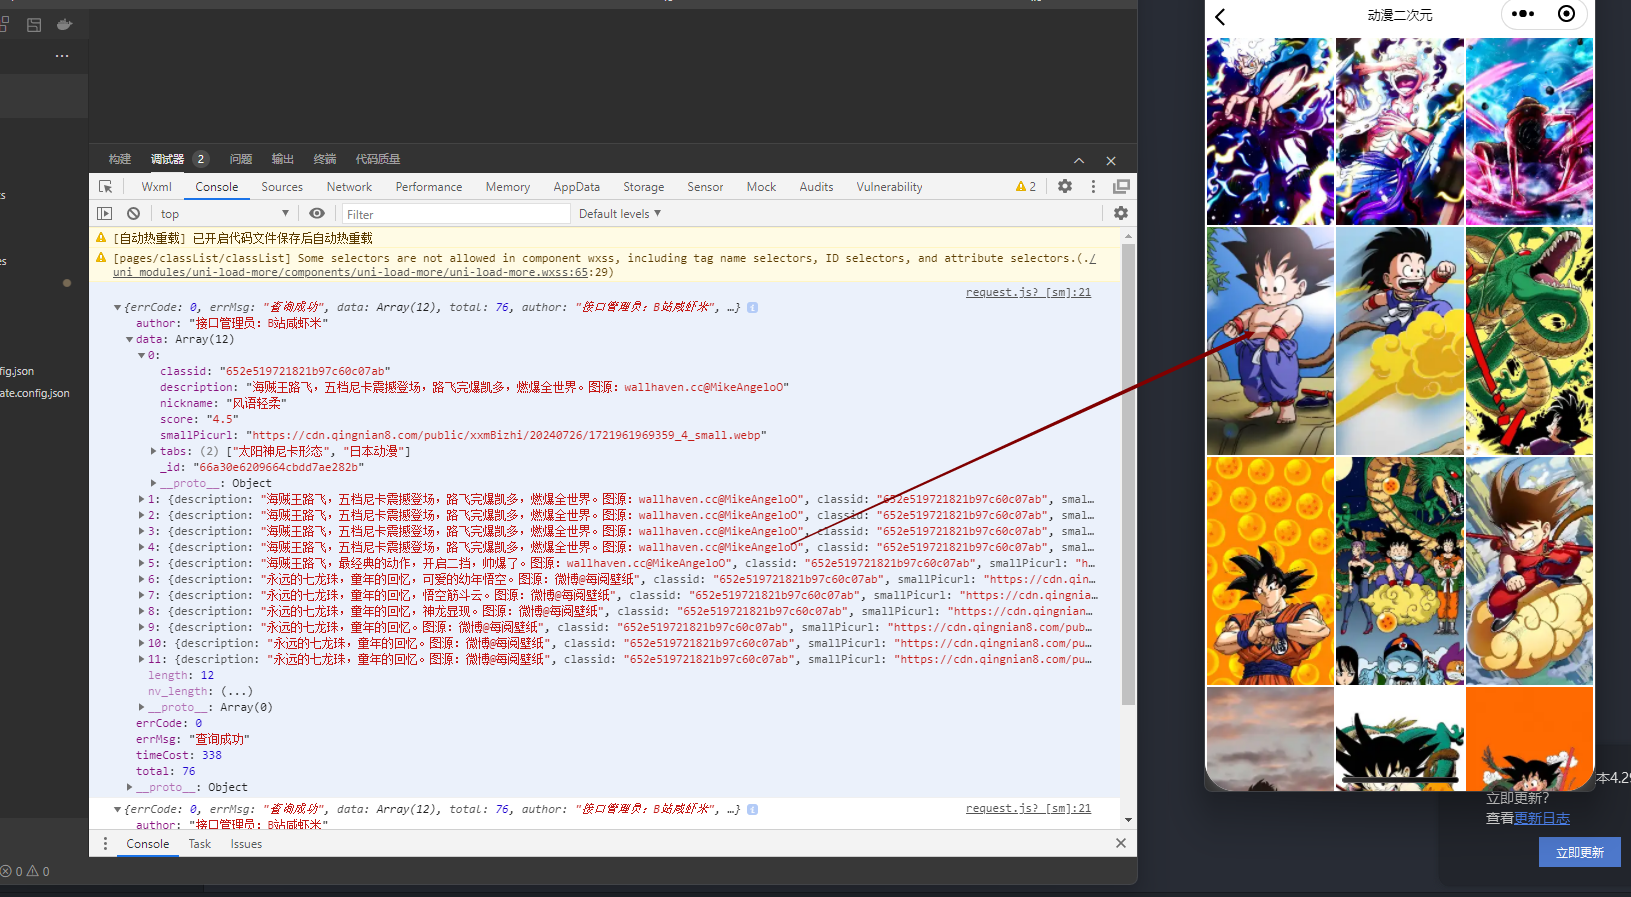 动漫二次元
构建 调试器 2 问题 输出 终端 代码质量
Wxml Console Sources Network Performance Memory AppData Storage Sensor Mock Audits Vulnerability 2
top Filter Default levels
[自动热重载] 已开启代码文件保存后自动热重载
[pages/classList/classList] Some selectors are not allowed in component wxss, including tag name selectors, ID selectors, and attribute selectors.(./
uni_modules/uni-load-more/components/uni-load-more/uni-load-more.wxss:65:29)
request.js? [sm]:21
{errCode: 0, errMsg: "查询成功", data: Array(12), total: 76, author: "接口管理员：B站咸虾米", …}
author: "接口管理员：B站咸虾米"
data: Array(12)
0:
classid: "652e519721821b97c60c07ab"
description: "海贼王路飞，五档尼卡震撼登场，路飞完爆凯多，燃爆全世界。图源：wallhaven.cc@MikeAngeloO"
nickname: "风语轻柔"
score: "4.5"
smallPicurl: "https://cdn.qingnian8.com/public/xxmBizhi/20240726/1721961969359_4_small.webp"
tabs: (2) ["太阳神尼卡形态", "日本动漫"]
_id: "66a30e6209664cbdd7ae282b"
__proto__: Object
1: {description: "海贼王路飞，五档尼卡震撼登场，路飞完爆凯多，燃爆全世界。图源：wallhaven.cc@MikeAngeloO", classid: "652e519721821b97c60c07ab", smal…
2: {description: "海贼王路飞，五档尼卡震撼登场，路飞完爆凯多，燃爆全世界。图源：wallhaven.cc@MikeAngeloO", classid: "652e519721821b97c60c07ab", smal…
3: {description: "海贼王路飞，五档尼卡震撼登场，路飞完爆凯多，燃爆全世界。图源：wallhaven.cc@MikeAngeloO", classid: "652e519721821b97c60c07ab", smal…
4: {description: "海贼王路飞，五档尼卡震撼登场，路飞完爆凯多，燃爆全世界。图源：wallhaven.cc@MikeAngeloO", classid: "652e519721821b97c60c07ab", smal…
5: {description: "海贼王路飞，最经典的动作，开启二挡，帅爆了。图源：wallhaven.cc@MikeAngeloO", classid: "652e519721821b97c60c07ab", smallPicurl: "h…
6: {description: "永远的七龙珠，童年的回忆，可爱的幼年悟空。图源：微博@每阅壁纸", classid: "652e519721821b97c60c07ab", smallPicurl: "https://cdn.qin…
7: {description: "永远的七龙珠，童年的回忆，悟空筋斗云。图源：微博@每阅壁纸", classid: "652e519721821b97c60c07ab", smallPicurl: "https://cdn.qingnia…
8: {description: "永远的七龙珠，童年的回忆，神龙显现。图源：微博@每阅壁纸", classid: "652e519721821b97c60c07ab", smallPicurl: "https://cdn.qingnian…
9: {description: "永远的七龙珠，童年的回忆。图源：微博@每阅壁纸", classid: "652e519721821b97c60c07ab", smallPicurl: "https://cdn.qingnian8.com/pub…
10: {description: "永远的七龙珠，童年的回忆。图源：微博@每阅壁纸", classid: "652e519721821b97c60c07ab", smallPicurl: "https://cdn.qingnian8.com/pu…
11: {description: "永远的七龙珠，童年的回忆。图源：微博@每阅壁纸", classid: "652e519721821b97c60c07ab", smallPicurl: "https://cdn.qingnian8.com/pu…
length: 12
nv_length: (...)
__proto__: Array(0)
errCode: 0
errMsg: "查询成功"
timeCost: 338
total: 76
__proto__: Object
request.js? [sm]:21
{errCode: 0, errMsg: "查询成功", data: Array(12), total: 76, author: "接口管理员：B站咸虾米", …}
author: "接口管理员：B站咸虾米"
Console Task Issues
fig.json
ate.config.json
0 0
本4.29
立即更新?
查看更新日志
立即更新